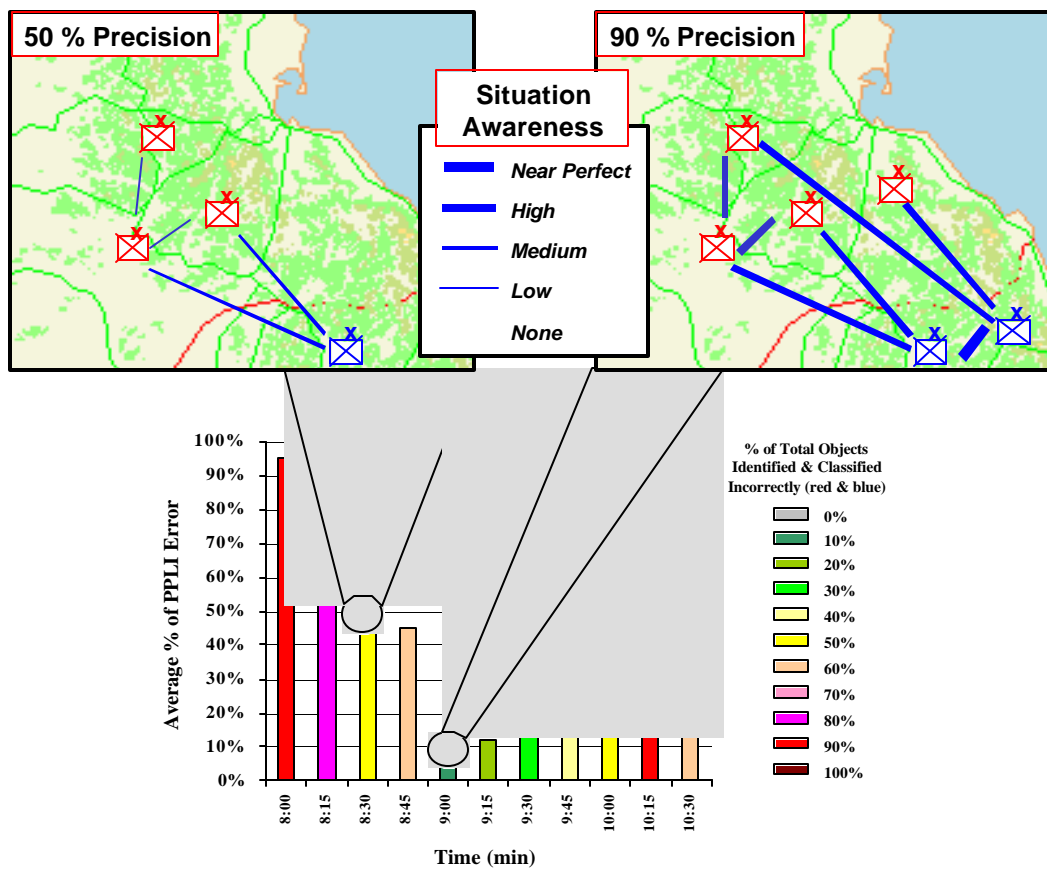 50 % Precision
90 % Precision
Situation
Awareness
Near Perfect
High
Medium
Low
None
X
X
X
X
X
X
X
X
X
X
% of Total Objects
Identified & Classified
Incorrectly (red & blue)
0%
10%
20%
30%
40%
50%
60%
70%
80%
90%
100%
Average % of PPLI Error
100%
90%
80%
70%
60%
50%
40%
30%
20%
10%
0%
8:00
8:15
8:30
8:45
9:00
9:15
9:30
9:45
10:00
10:15
10:30
Time (min)